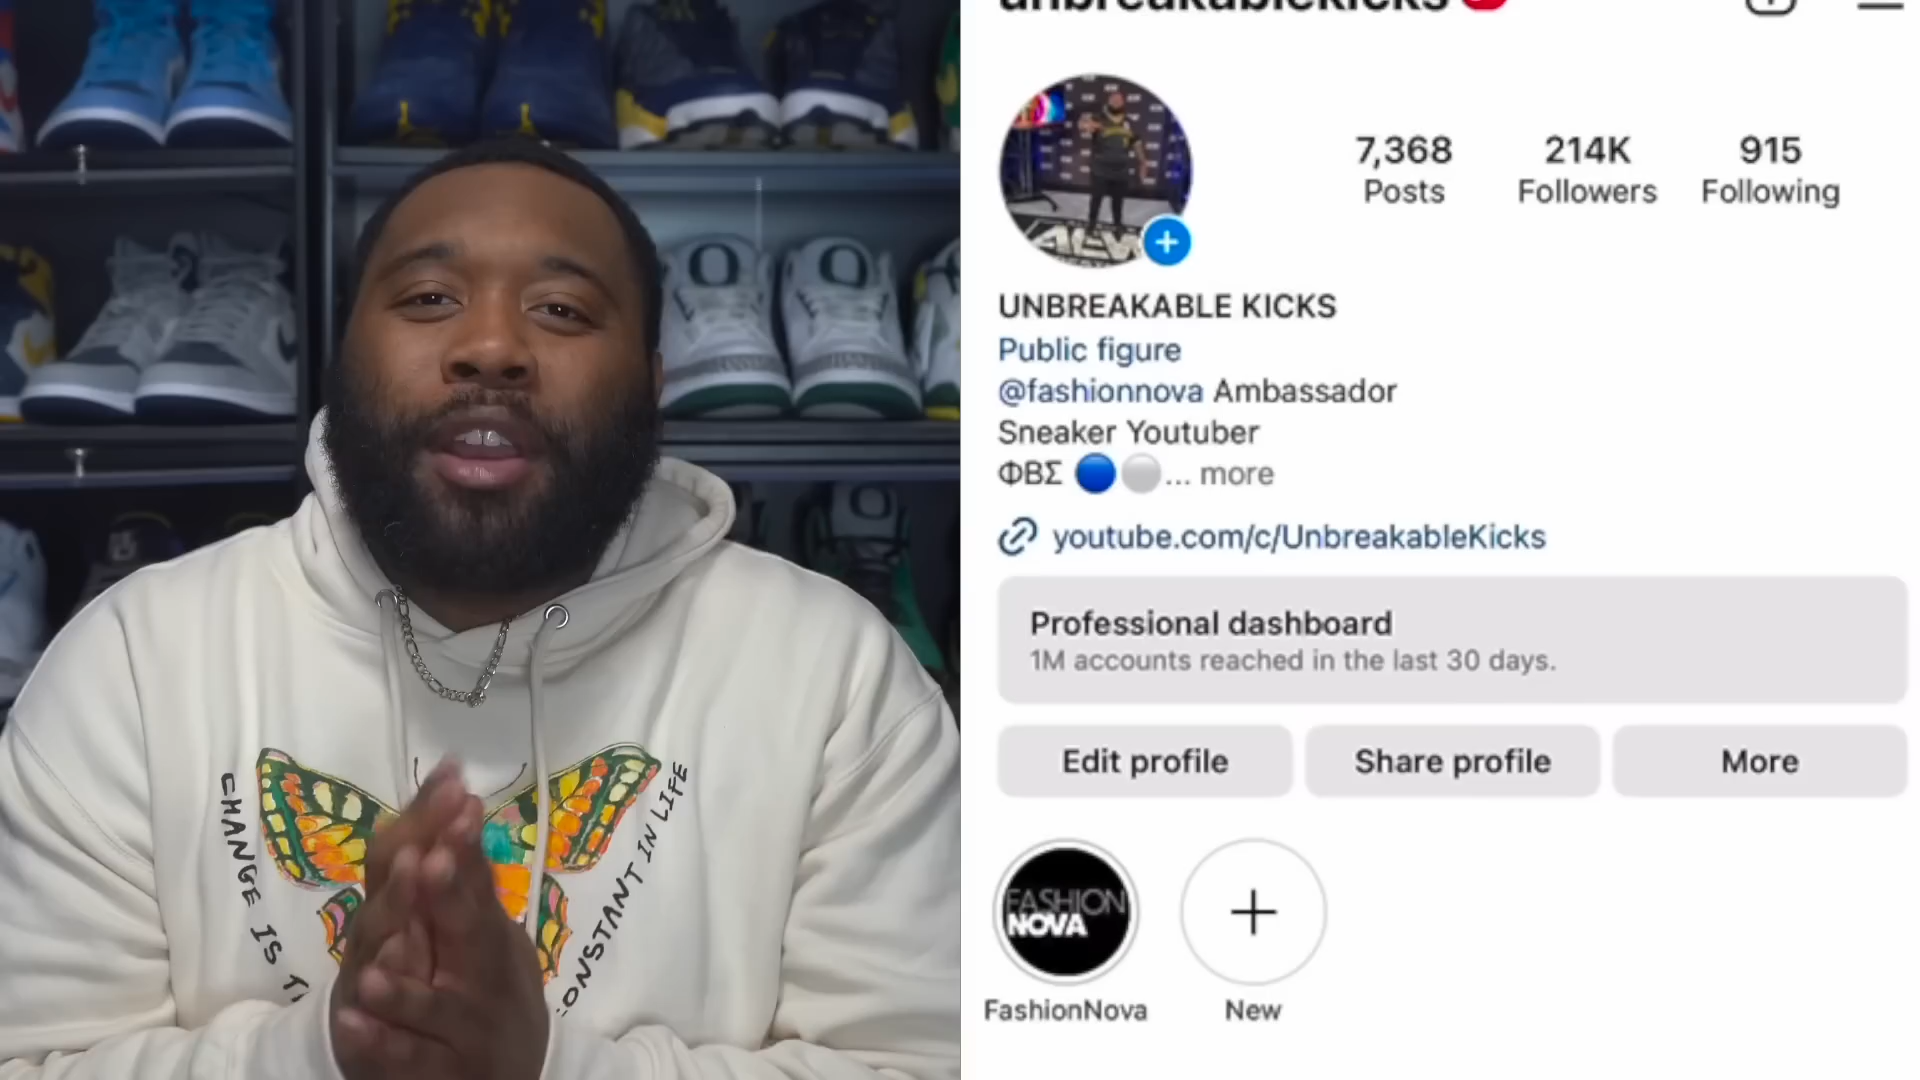 unbreakablekicks
7,368
Posts
214K
Followers
915
Following
UNBREAKABLE KICKS
Public figure
@fashionnova Ambassador
Sneaker Youtuber
ΦΒΣ 🔵⚪... more
youtube.com/c/UnbreakableKicks
Professional dashboard
1M accounts reached in the last 30 days.
Edit profile
Share profile
More
FASHION
NOVA
FashionNova
New
CHANGE IS
CONSTANT IN LIFE
O
O